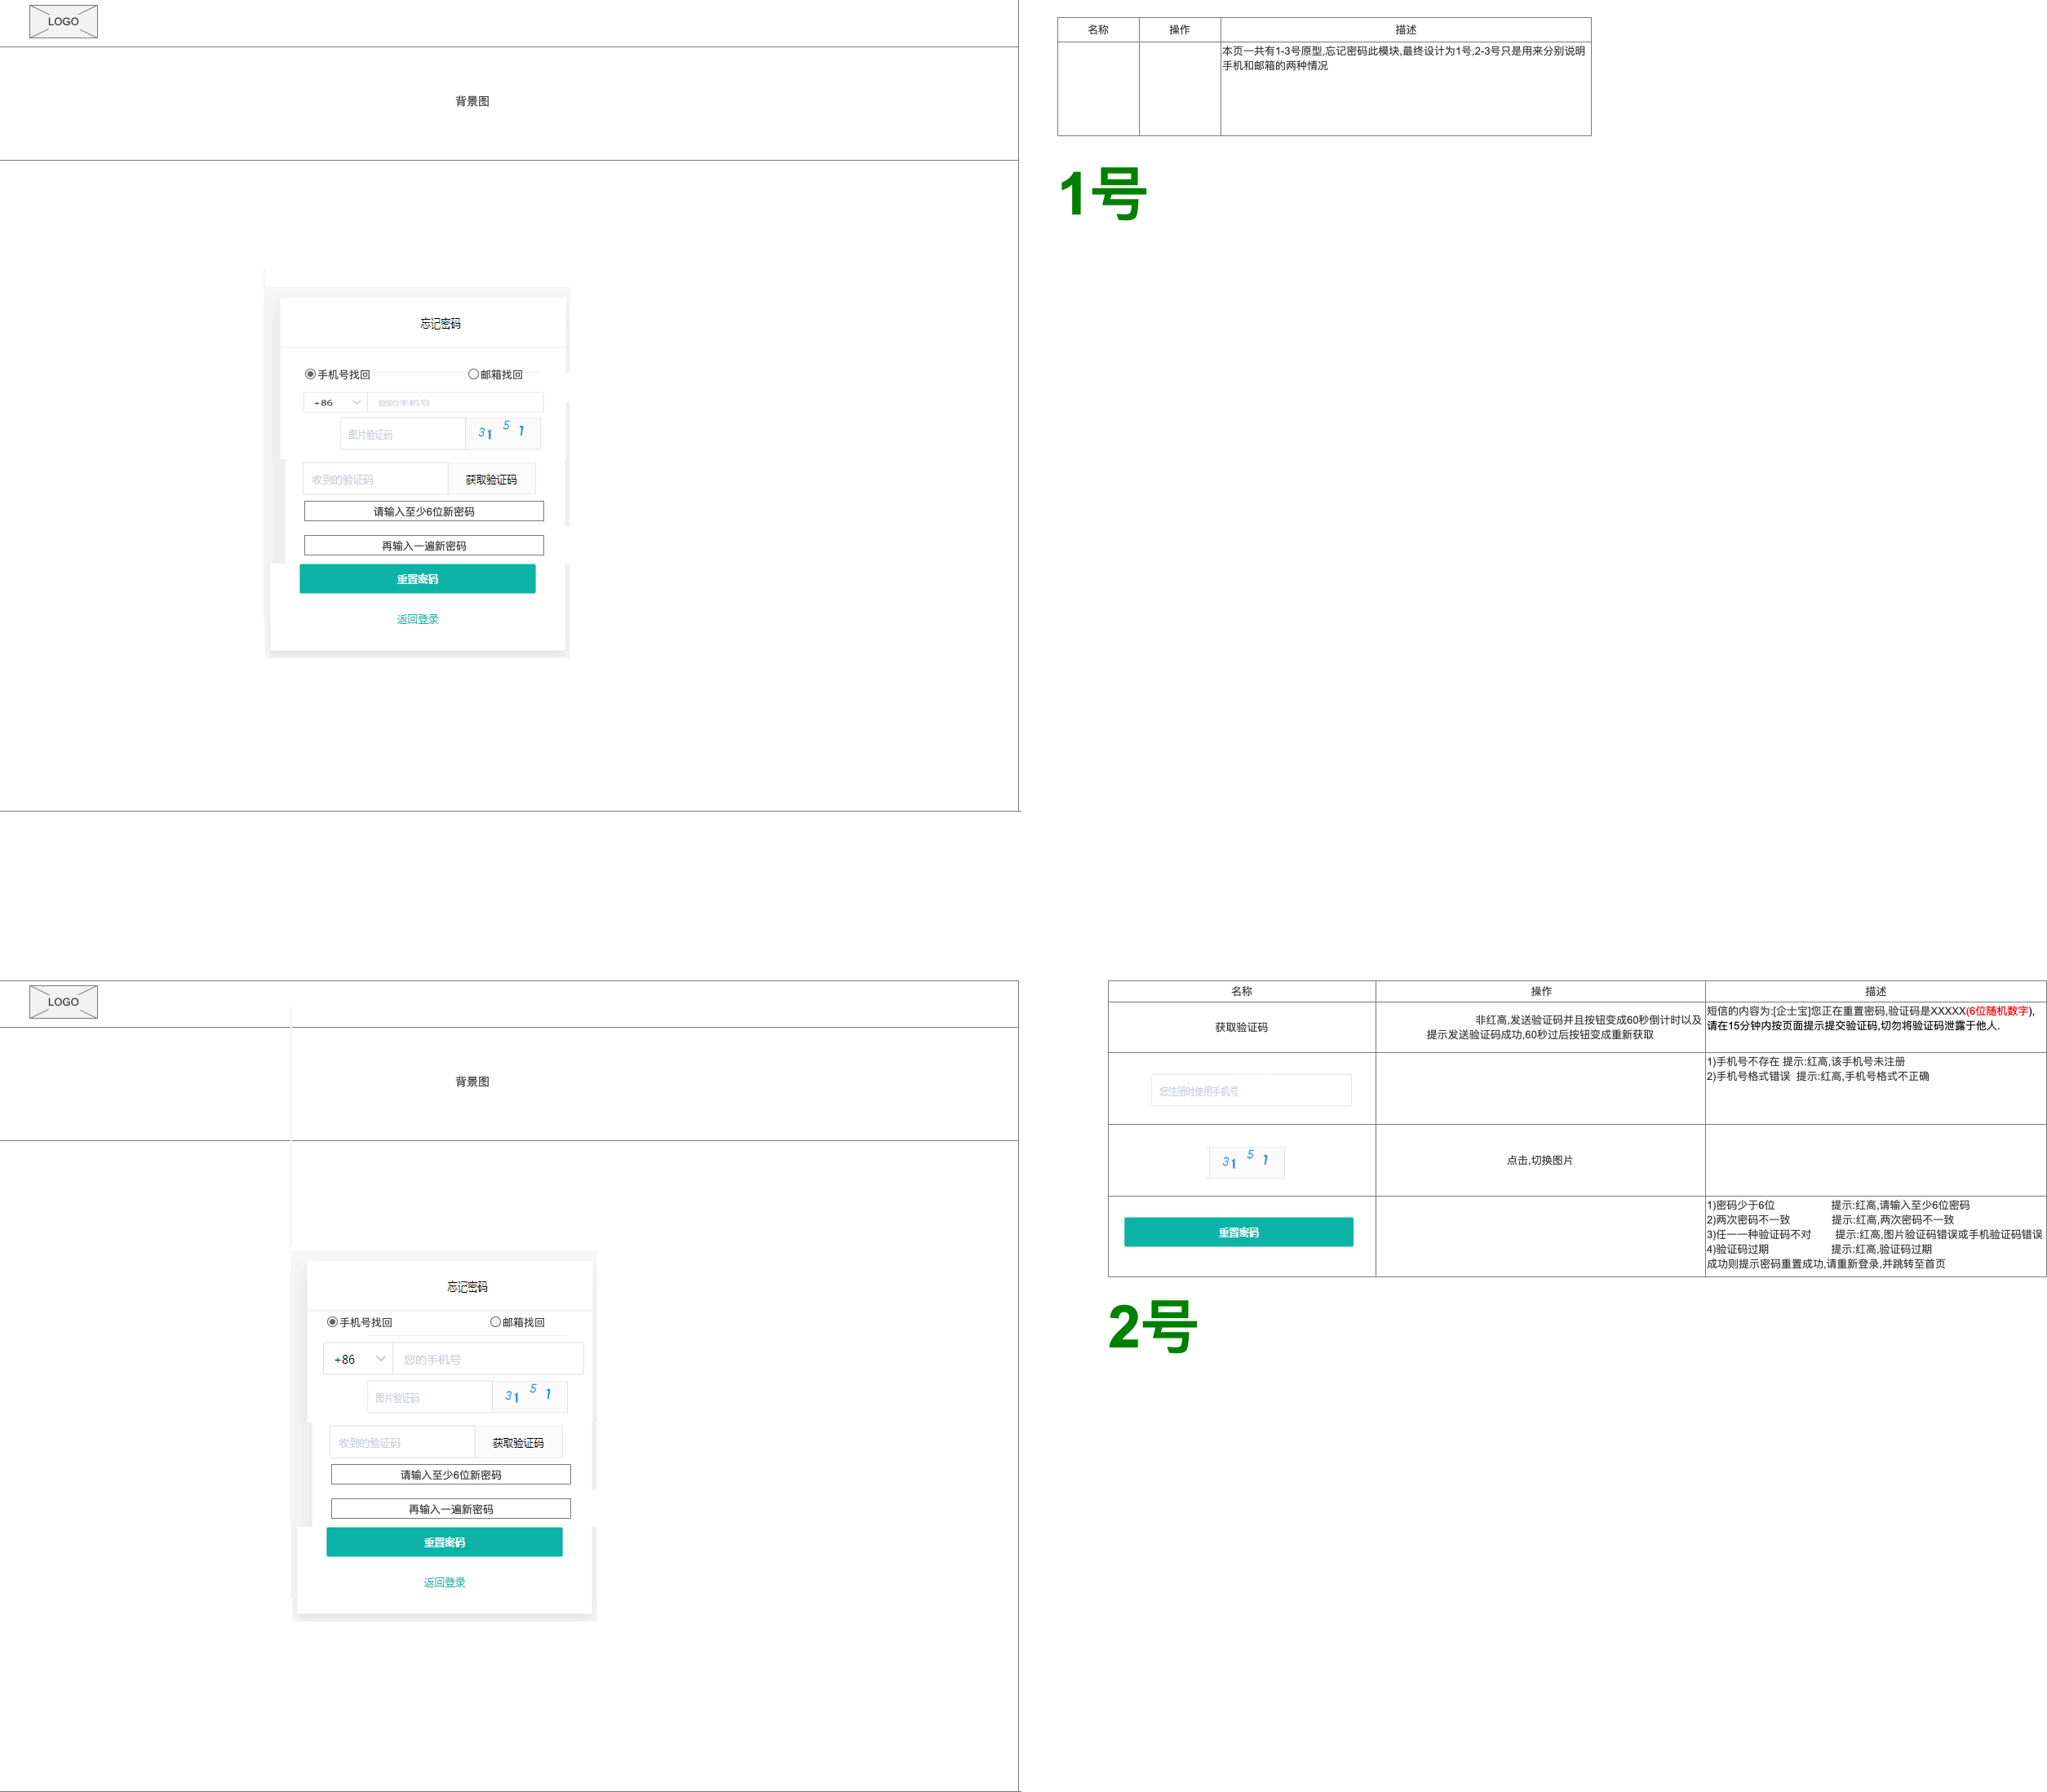 LOGO
背景图
忘记密码
手机号找回
邮箱找回
+86
您的手机号
图片验证码
31 5 1
收到的验证码
获取验证码
请输入至少6位新密码
再输入一遍新密码
重置密码
返回登录
名称
操作
描述
本页一共有1-3号原型,忘记密码此模块,最终设计为1号,2-3号只是用来分别说明
手机和邮箱的两种情况
1号
LOGO
背景图
忘记密码
手机号找回
邮箱找回
+86
您的手机号
图片验证码
31 5 1
收到的验证码
获取验证码
请输入至少6位新密码
再输入一遍新密码
重置密码
返回登录
名称
操作
描述
获取验证码
非红高,发送验证码并且按钮变成60秒倒计时以及
提示发送验证码成功,60秒过后按钮变成重新获取
短信的内容为:[企士宝]您正在重置密码,验证码是XXXXX(6位随机数字),
请在15分钟内按页面提示提交验证码,切勿将验证码泄露于他人.
您注册时使用手机号
1)手机号不存在 提示:红高,该手机号未注册
2)手机号格式错误 提示:红高,手机号格式不正确
31 5 1
点击,切换图片
重置密码
1)密码少于6位 提示:红高,请输入至少6位密码
2)两次密码不一致 提示:红高,两次密码不一致
3)任一一种验证码不对 提示:红高,图片验证码错误或手机验证码错误
4)验证码过期 提示:红高,验证码过期
成功则提示密码重置成功,请重新登录,并跳转至首页
2号